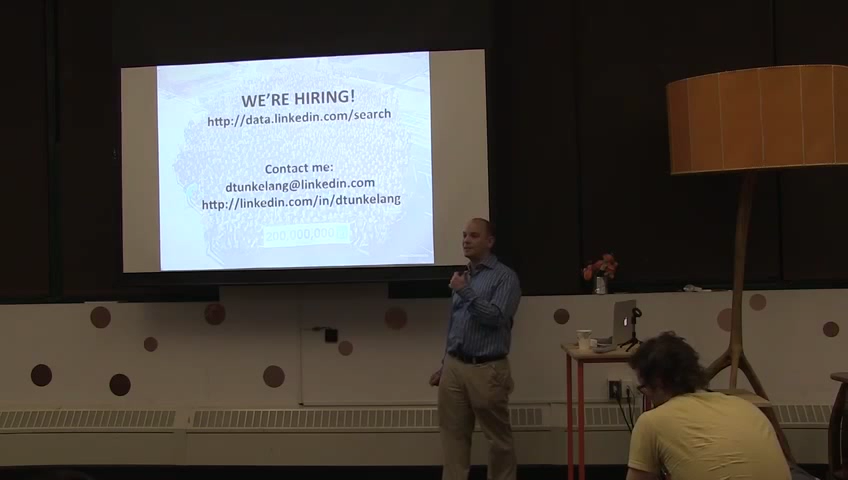 WE'RE HIRING!
http://data.linkedin.com/search
Contact me:
dtunkelang@linkedin.com
http://linkedin.com/in/dtunkelang
200,000,000